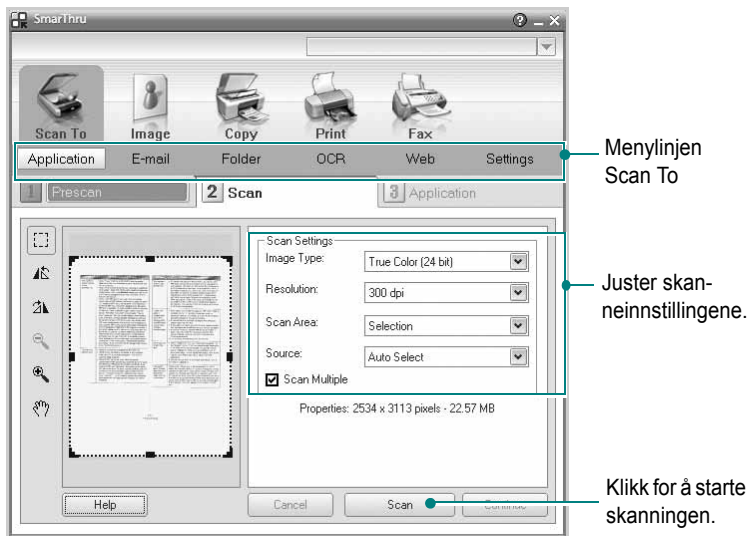 SmarThru
Scan To Image Copy Print Fax
Application E-mail Folder OCR Web Settings
Menylinjen
Scan To
1 Prescan 2 Scan 3 Application
Scan Settings
Image Type: True Color (24 bit)
Resolution: 300 dpi
Scan Area: Selection
Source: Auto Select
Scan Multiple
Properties: 2534 x 3113 pixels - 22.57 MB
Juster skan-
neinnstillingene.
Help Cancel Scan Continue
Klikk for å starte
skanningen.